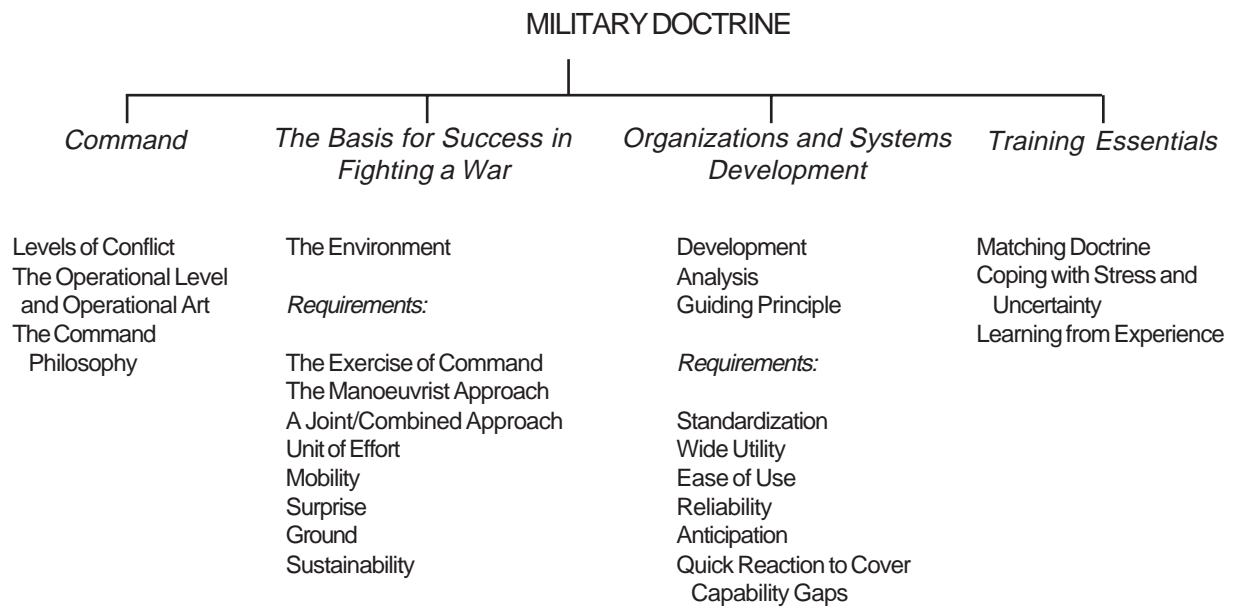 MILITARY DOCTRINE
Command
Levels of Conflict
The Operational Level
and Operational Art
The Command
Philosophy
The Basis for Success in
Fighting a War
The Environment
Requirements:
The Exercise of Command
The Manoeuvrist Approach
A Joint/Combined Approach
Unit of Effort
Mobility
Surprise
Ground
Sustainability
Organizations and Systems
Development
Development
Analysis
Guiding Principle
Requirements:
Standardization
Wide Utility
Ease of Use
Reliability
Anticipation
Quick Reaction to Cover
Capability Gaps
Training Essentials
Matching Doctrine
Coping with Stress and
Uncertainty
Learning from Experience